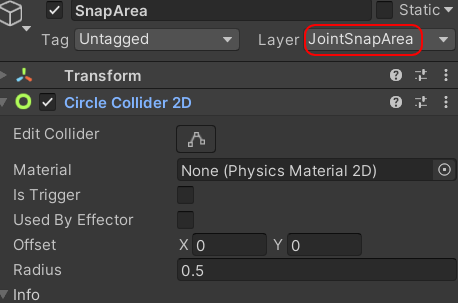 SnapArea Static
Tag Untagged Layer JointSnapArea
Transform
Circle Collider 2D
Edit Collider
Material None (Physics Material 2D)
Is Trigger
Used By Effector
Offset X 0 Y 0
Radius 0.5
Info